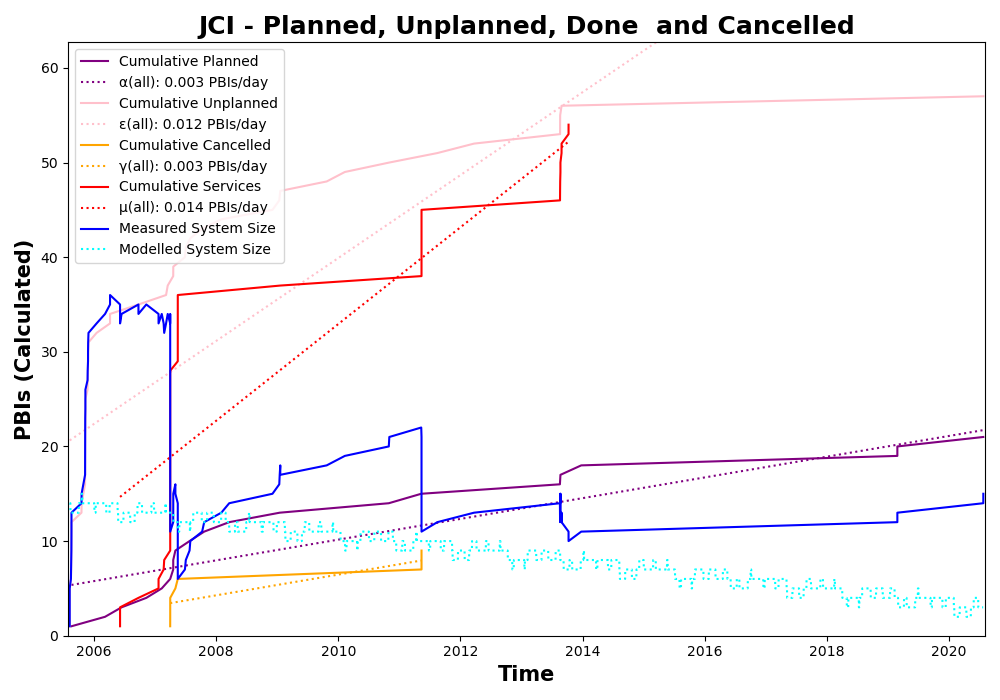 JCI - Planned, Unplanned, Done  and Cancelled
Cumulative Planned
α(all): 0.003 PBIs/day
Cumulative Unplanned
ε(all): 0.012 PBIs/day
Cumulative Cancelled
γ(all): 0.003 PBIs/day
Cumulative Services
μ(all): 0.014 PBIs/day
Measured System Size
Modelled System Size
PBIs (Calculated)
60
50
40
30
20
10
0
2006 2008 2010 2012 2014 2016 2018 2020
Time